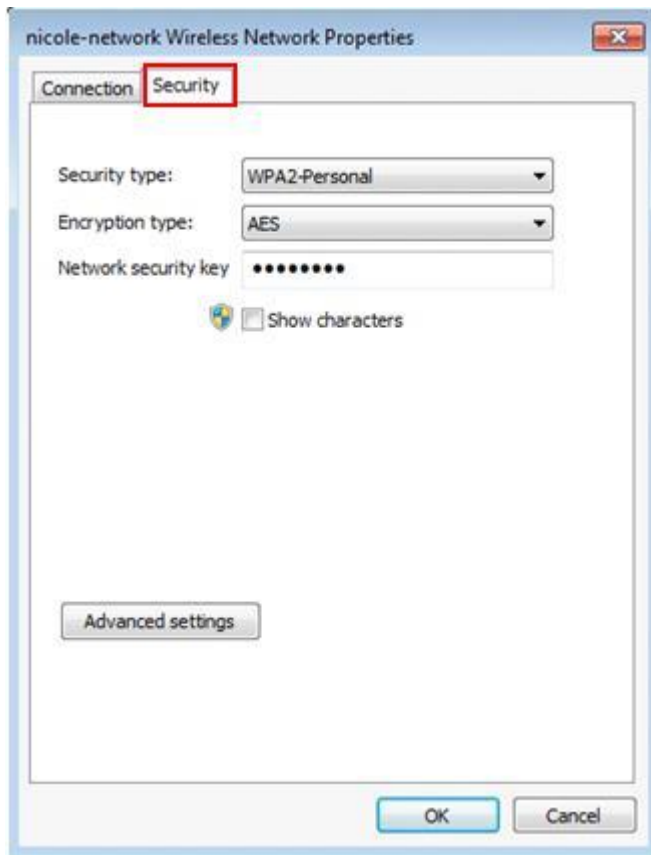 nicole-network Wireless Network Properties
Connection Security
Security type: WPA2-Personal
Encryption type: AES
Network security key ••••••••
Show characters
Advanced settings
OK Cancel